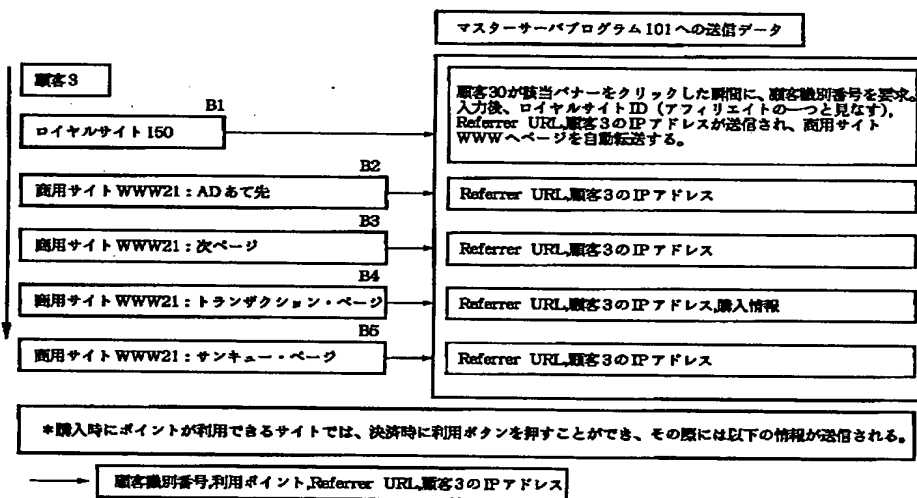 マスターサーバプログラム101への送信データ
顧客3
B1
ロイヤルサイト150
顧客30が該当バナーをクリックした瞬間に、顧客識別番号を要求。
入力後、ロイヤルサイトID(アフィリエイトの一つと見なす),
Referrer URL,顧客3のIPアドレスが送信され、商用サイト
WWWへページを自動転送する。
B2
商用サイトWWW21:ADあて先
Referrer URL,顧客3のIPアドレス
B3
商用サイトWWW21:次ページ
Referrer URL,顧客3のIPアドレス
B4
商用サイトWWW21:トランザクション・ページ
Referrer URL,顧客3のIPアドレス,購入情報
B5
商用サイトWWW21:サンキュー・ページ
Referrer URL,顧客3のIPアドレス
*購入時にポイントが利用できるサイトでは、決済時に利用ボタンを押すことができ、その際には以下の情報が送信される。
顧客識別番号,利用ポイント,Referrer URL,顧客3のIPアドレス